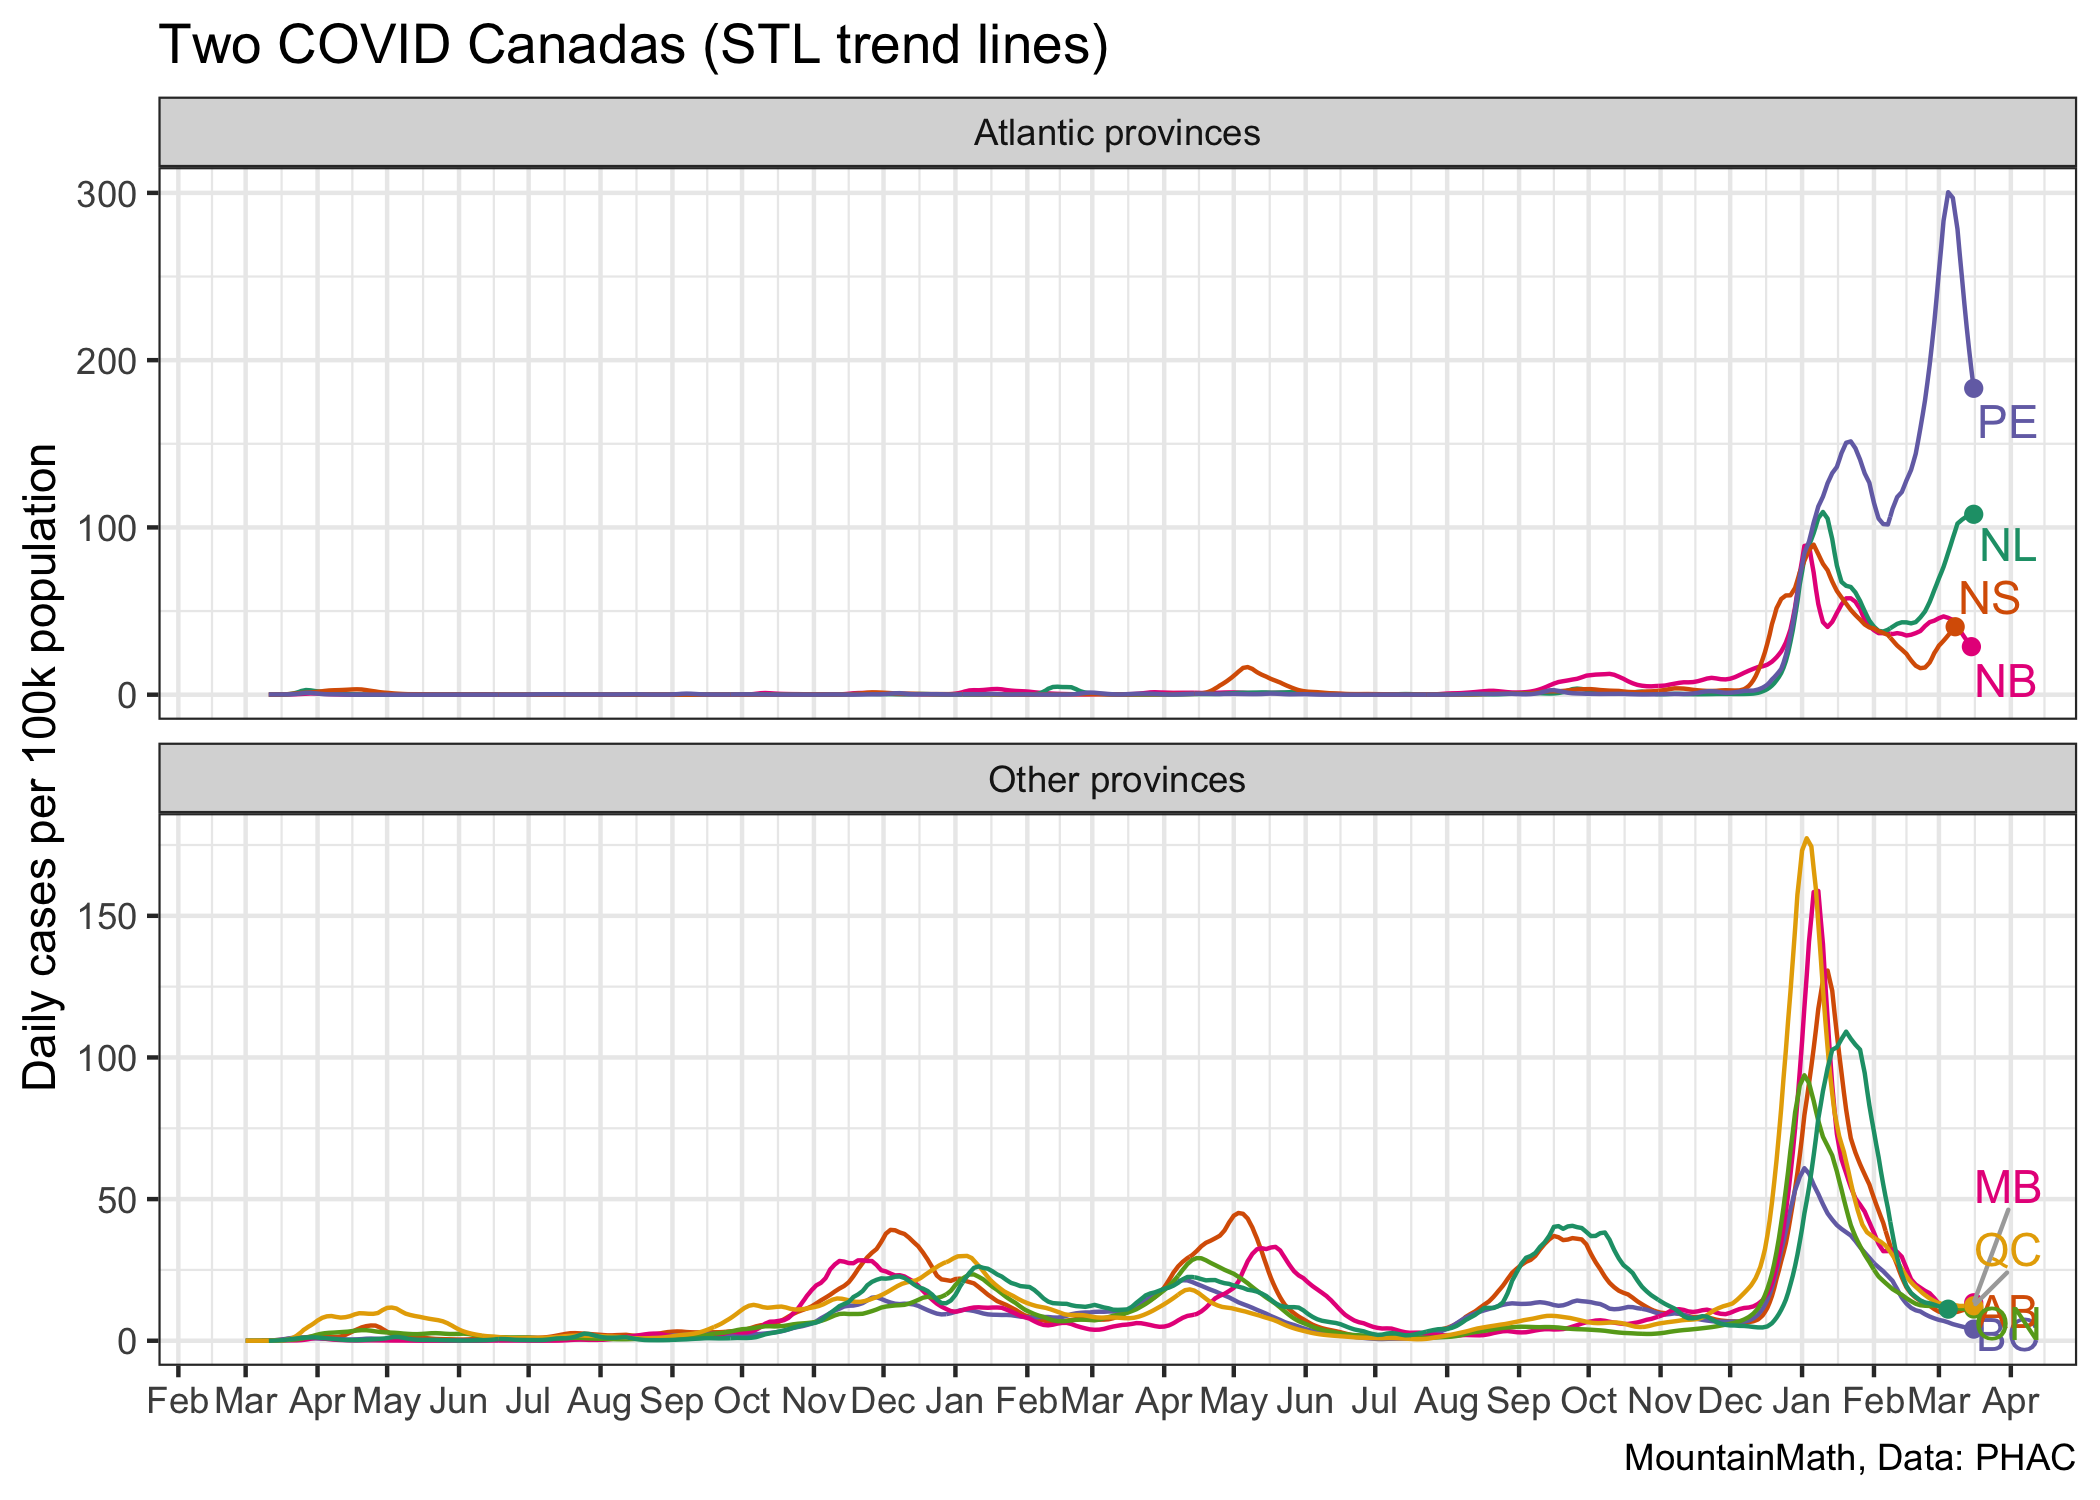 Two COVID Canadas (STL trend lines)
Atlantic provinces
Daily cases per 100k population
300
200
100
0
PE
NL
NS
NB
Other provinces
150
100
50
0
MB
QC
AB
ON
BC
Feb Mar Apr May Jun Jul Aug Sep Oct Nov Dec Jan Feb Mar Apr May Jun Jul Aug Sep Oct Nov Dec Jan Feb Mar Apr
MountainMath, Data: PHAC